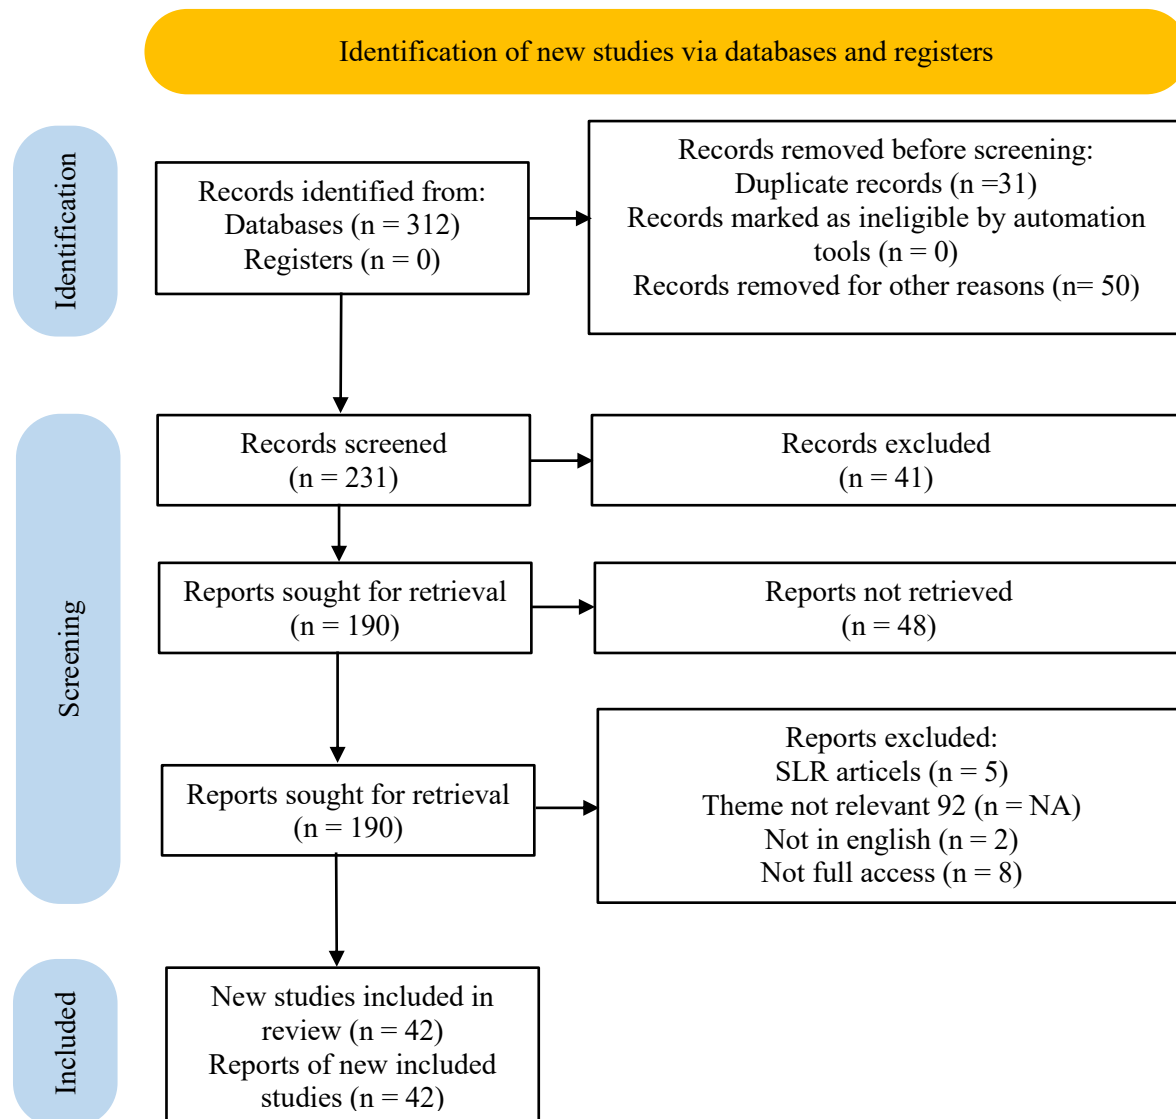 Identification of new studies via databases and registers
Identification
Records identified from:
Databases (n = 312)
Registers (n = 0)
Records removed before screening:
Duplicate records (n =31)
Records marked as ineligible by automation
tools (n = 0)
Records removed for other reasons (n= 50)
Screening
Records screened
(n = 231)
Records excluded
(n = 41)
Reports sought for retrieval
(n = 190)
Reports not retrieved
(n = 48)
Reports sought for retrieval
(n = 190)
Reports excluded:
SLR articels (n = 5)
Theme not relevant 92 (n = NA)
Not in english (n = 2)
Not full access (n = 8)
Included
New studies included in
review (n = 42)
Reports of new included
studies (n = 42)